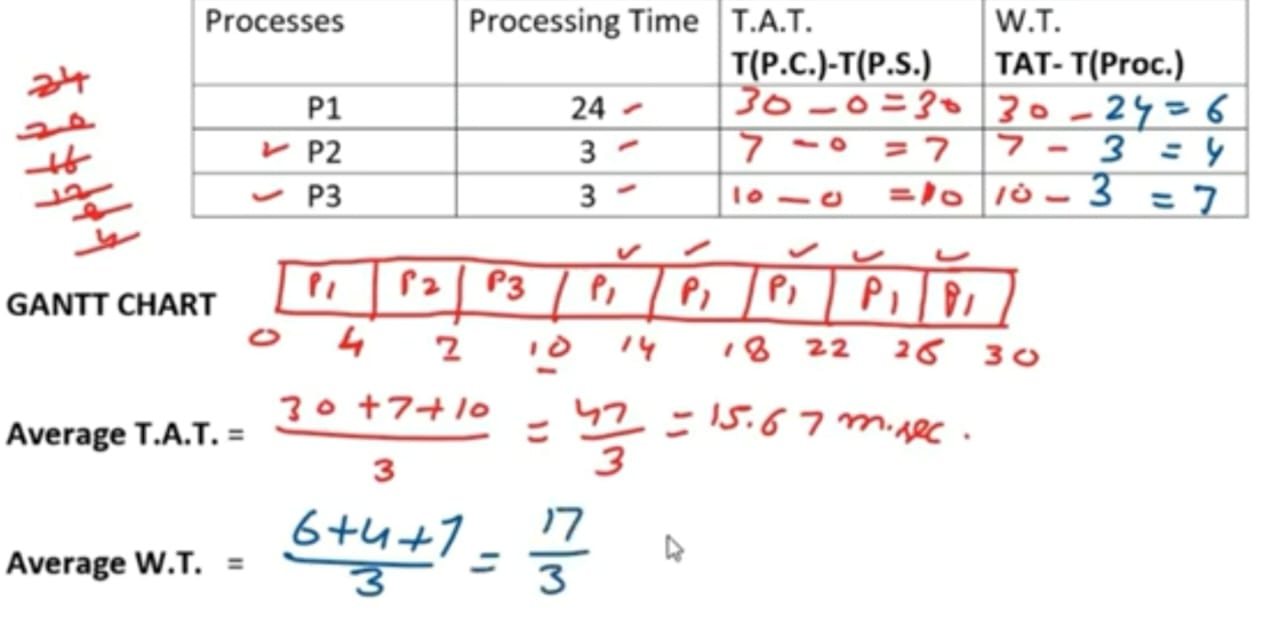 Processes Processing Time T.A.T. W.T.
T(P.C.)-T(P.S.) TAT- T(Proc.)
P1 24 30 - 0 = 30 30 - 24 = 6
P2 3 7 - 0 = 7 7 - 3 = 4
P3 3 10 - 0 = 10 10 - 3 = 7
24
20
16
12
8
4
GANTT CHART P1 P2 P3 P1 P1 P1 P1 P1
0 4 7 10 14 18 22 26 30
Average T.A.T. = 30 + 7 + 10 / 3 = 47 / 3 = 15.67 m.sec.
Average W.T. = 6 + 4 + 7 / 3 = 17 / 3